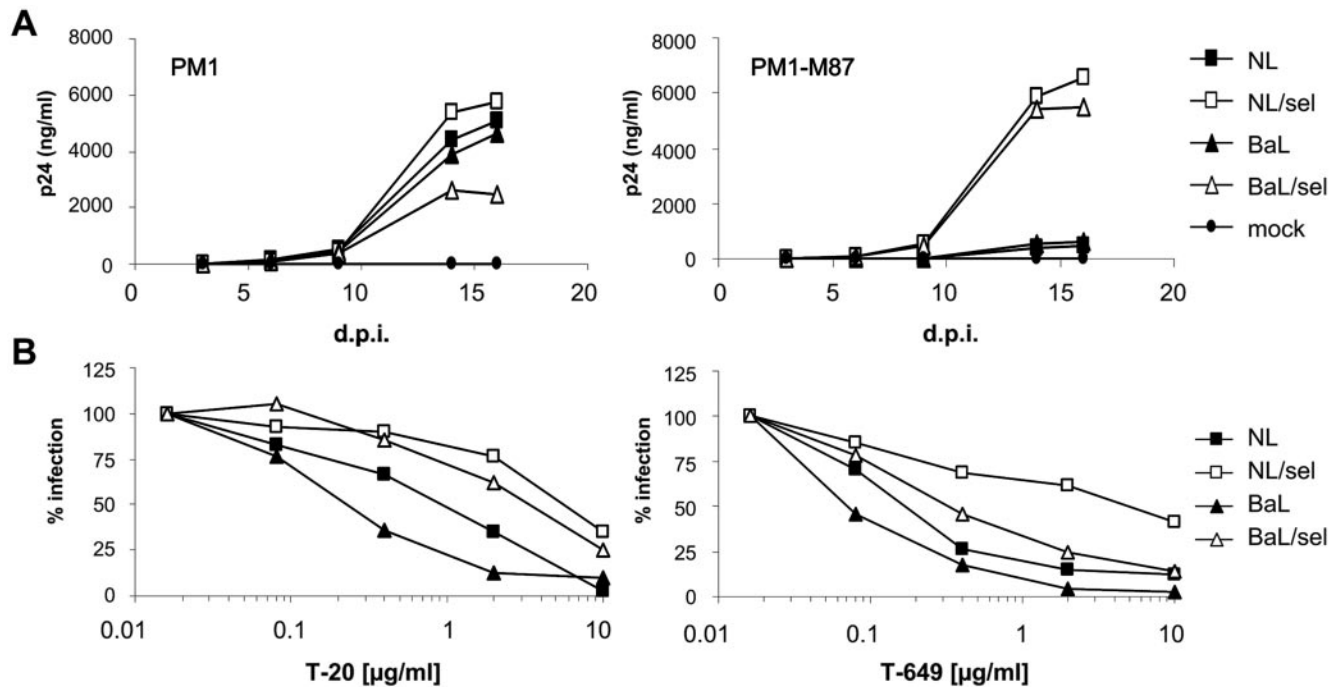 A
PM1
p24 (ng/ml)
8000
6000
4000
2000
0
0 5 10 15 20
d.p.i.
PM1-M87
p24 (ng/ml)
8000
6000
4000
2000
0
0 5 10 15 20
d.p.i.
NL
NL/sel
BaL
BaL/sel
mock
B
% infection
125
100
75
50
25
0
0.01 0.1 1 10
T-20 [µg/ml]
% infection
125
100
75
50
25
0
0.01 0.1 1 10
T-649 [µg/ml]
NL
NL/sel
BaL
BaL/sel